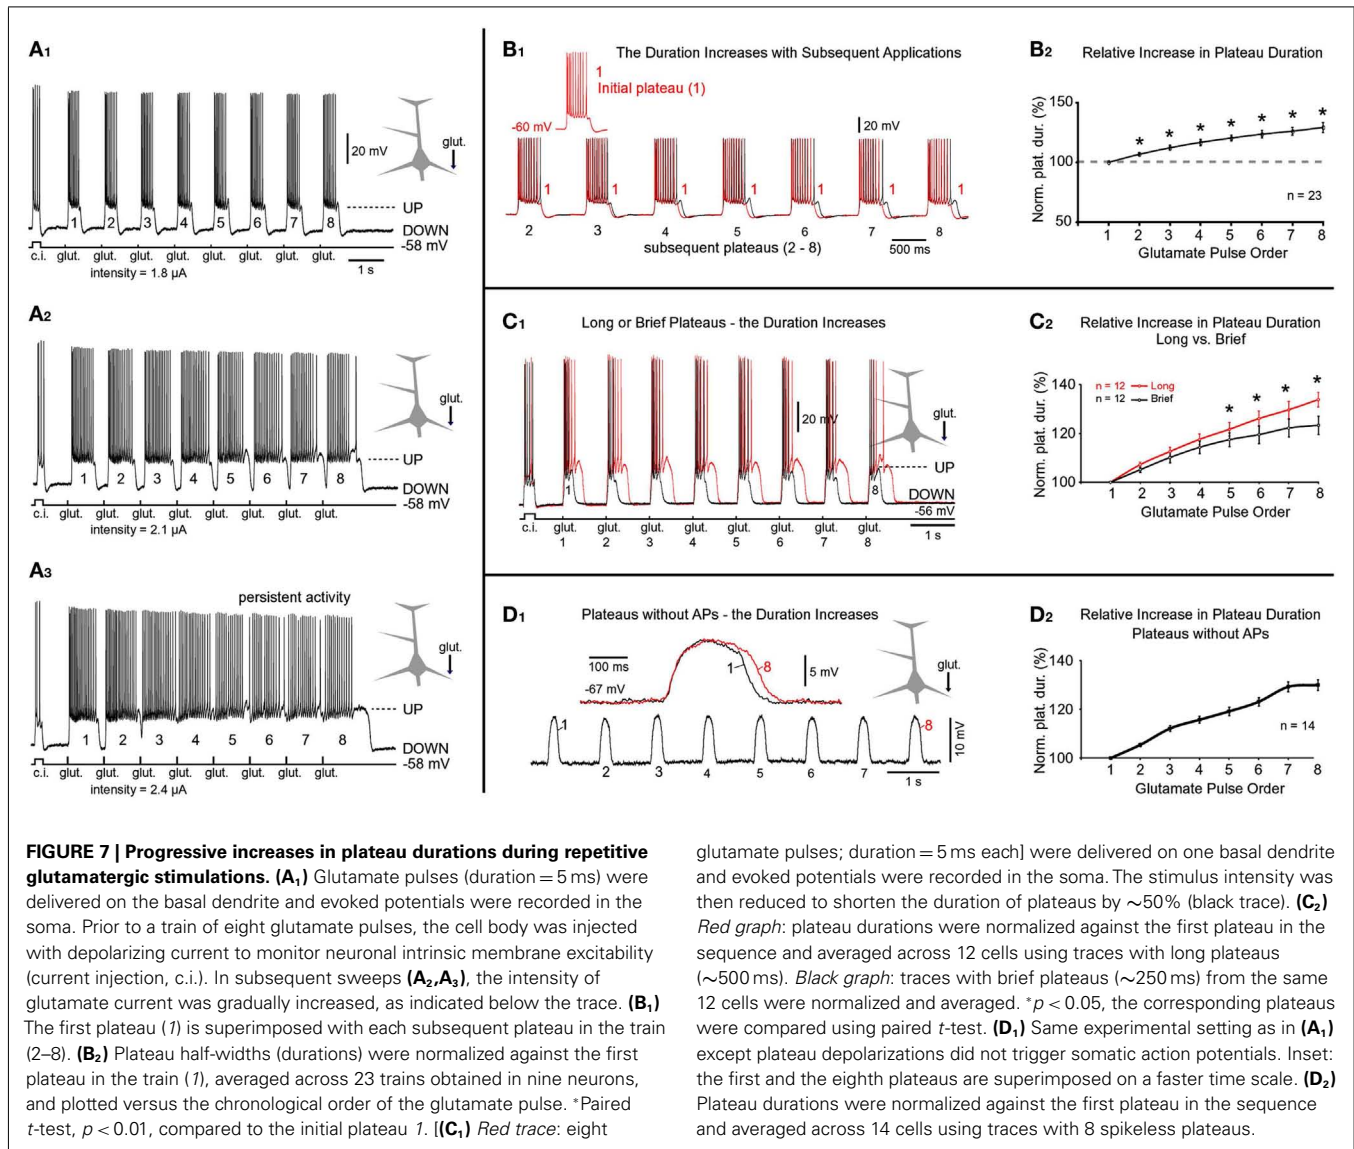 A1
20 mV
glut.
UP
DOWN
-58 mV
1 2 3 4 5 6 7 8
c.i. glut. glut. glut. glut. glut. glut. glut. glut.
intensity = 1.8 µA
1 s
A2
glut.
UP
DOWN
-58 mV
1 2 3 4 5 6 7 8
c.i. glut. glut. glut. glut. glut. glut. glut. glut.
intensity = 2.1 µA
A3
persistent activity
glut.
UP
DOWN
-58 mV
1 2 3 4 5 6 7 8
c.i. glut. glut. glut. glut. glut. glut. glut. glut.
intensity = 2.4 µA
B1
The Duration Increases with Subsequent Applications
1
Initial plateau (1)
-60 mV
20 mV
1 1 1 1 1 1 1
2 3 4 5 6 7 8
subsequent plateaus (2 - 8)
500 ms
B2
Relative Increase in Plateau Duration
Norm. plat. dur. (%)
150
100
50
* * * * * * *
n = 23
1 2 3 4 5 6 7 8
Glutamate Pulse Order
C1
Long or Brief Plateaus - the Duration Increases
20 mV
glut.
UP
DOWN
-56 mV
1 8
c.i. glut. glut. glut. glut. glut. glut. glut. glut.
1 2 3 4 5 6 7 8
1 s
C2
Relative Increase in Plateau Duration
Long vs. Brief
Norm. plat. dur. (%)
140
120
100
n = 12 Long
n = 12 Brief
* * * *
1 2 3 4 5 6 7 8
Glutamate Pulse Order
D1
Plateaus without APs - the Duration Increases
100 ms
-67 mV
1 8
5 mV
glut.
1 8
10 mV
2 3 4 5 6 7
1 s
D2
Relative Increase in Plateau Duration
Plateaus without APs
Norm. plat. dur. (%)
140
120
100
n = 14
1 2 3 4 5 6 7 8
Glutamate Pulse Order
FIGURE 7 | Progressive increases in plateau durations during repetitive
glutamatergic stimulations. (A1) Glutamate pulses (duration = 5 ms) were
delivered on the basal dendrite and evoked potentials were recorded in the
soma. Prior to a train of eight glutamate pulses, the cell body was injected
with depolarizing current to monitor neuronal intrinsic membrane excitability
(current injection, c.i.). In subsequent sweeps (A2,A3), the intensity of
glutamate current was gradually increased, as indicated below the trace. (B1)
The first plateau (1) is superimposed with each subsequent plateau in the train
(2–8). (B2) Plateau half-widths (durations) were normalized against the first
plateau in the train (1), averaged across 23 trains obtained in nine neurons,
and plotted versus the chronological order of the glutamate pulse. *Paired
t-test, p < 0.01, compared to the initial plateau 1. [(C1) Red trace: eight
glutamate pulses; duration = 5 ms each] were delivered on one basal dendrite
and evoked potentials were recorded in the soma. The stimulus intensity was
then reduced to shorten the duration of plateaus by ∼50% (black trace). (C2)
Red graph: plateau durations were normalized against the first plateau in the
sequence and averaged across 12 cells using traces with long plateaus
(∼500 ms). Black graph: traces with brief plateaus (∼250 ms) from the same
12 cells were normalized and averaged. *p < 0.05, the corresponding plateaus
were compared using paired t-test. (D1) Same experimental setting as in (A1)
except plateau depolarizations did not trigger somatic action potentials. Inset:
the first and the eighth plateaus are superimposed on a faster time scale. (D2)
Plateau durations were normalized against the first plateau in the sequence
and averaged across 14 cells using traces with 8 spikeless plateaus.